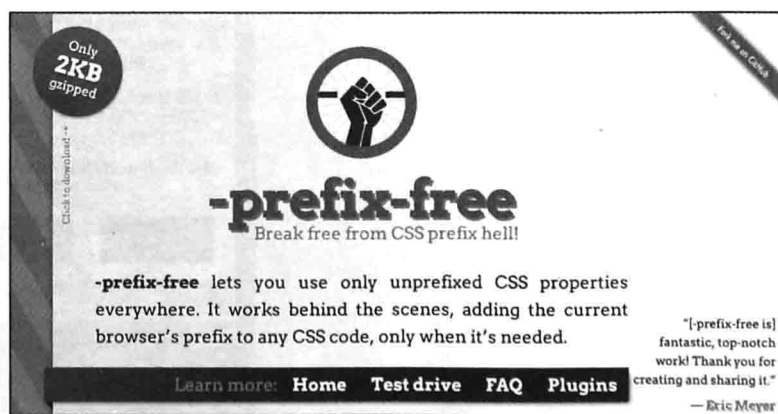 Only
2KB
gzipped
Fork me on GitHub
Click to download
-prefix-free
Break free from CSS prefix hell!
-prefix-free lets you use only unprefixed CSS properties
everywhere. It works behind the scenes, adding the current
browser's prefix to any CSS code, only when it's needed.
"[-prefix-free is]
fantastic, top-notch
work! Thank you for
creating and sharing it."
— Eric Meyer
Learn more: Home Test drive FAQ Plugins